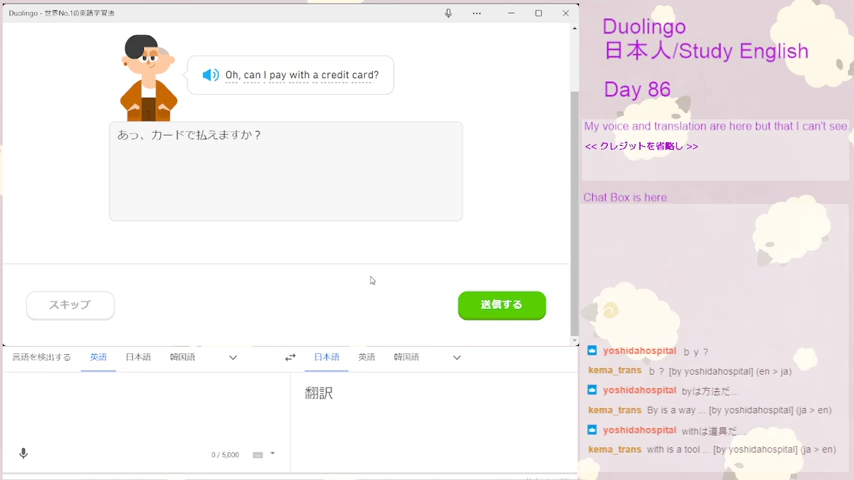 Duolingo - 世界No.1の英語学習法
Oh, can I pay with a credit card?
あっ、カードで払えますか？
スキップ
送信する
言語を検出する 英語 日本語 韓国語
日本語 英語 韓国語
翻訳
0 / 5,000
Duolingo
日本人/Study English
Day 86
My voice and translation are here but that I can't see
<< クレジットを省略し >>
Chat Box is here.
yoshidahospital ｂｙ？
kema_trans ｂ？ [by yoshidahospital] (en > ja)
yoshidahospital byは方法だ...
kema_trans By is a way ... [by yoshidahospital] (ja > en)
yoshidahospital withは道具だ...
kema_trans with is a tool ... [by yoshidahospital] (ja > en)